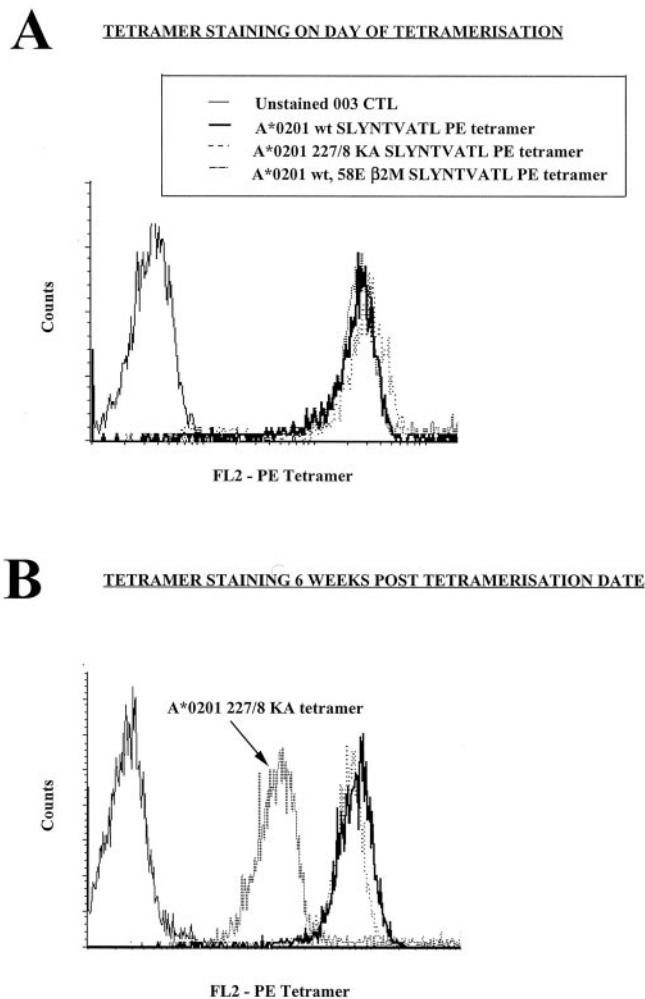 A
TETRAMER STAINING ON DAY OF TETRAMERISATION
Unstained 003 CTL
A*0201 wt SLYNTVATL PE tetramer
A*0201 227/8 KA SLYNTVATL PE tetramer
A*0201 wt, 58E β2M SLYNTVATL PE tetramer
Counts
FL2 - PE Tetramer
B
TETRAMER STAINING 6 WEEKS POST TETRAMERISATION DATE
A*0201 227/8 KA tetramer
Counts
FL2 - PE Tetramer